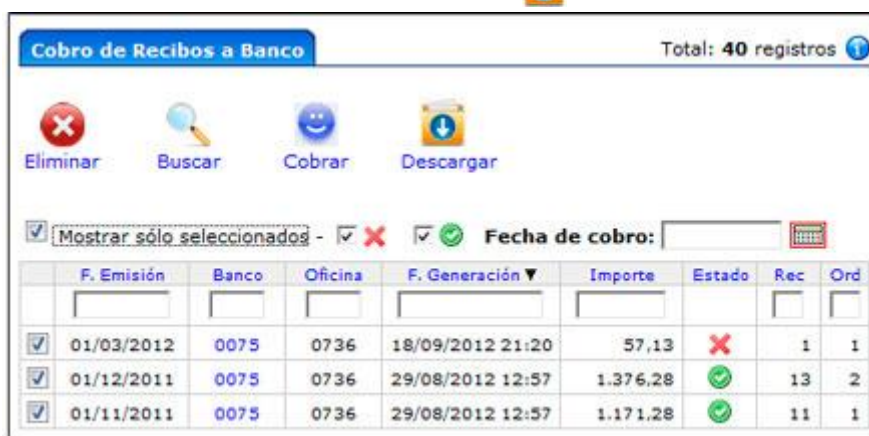 Cobro de Recibos a Banco Total: 40 registros
Eliminar Buscar Cobrar Descargar
Mostrar sólo seleccionados - Fecha de cobro:
F. Emisión Banco Oficina F. Generación ▼ Importe Estado Rec Ord
01/03/2012 0075 0736 18/09/2012 21:20 57,13 1 1
01/12/2011 0075 0736 29/08/2012 12:57 1.376,28 13 2
01/11/2011 0075 0736 29/08/2012 12:57 1.171,28 11 1